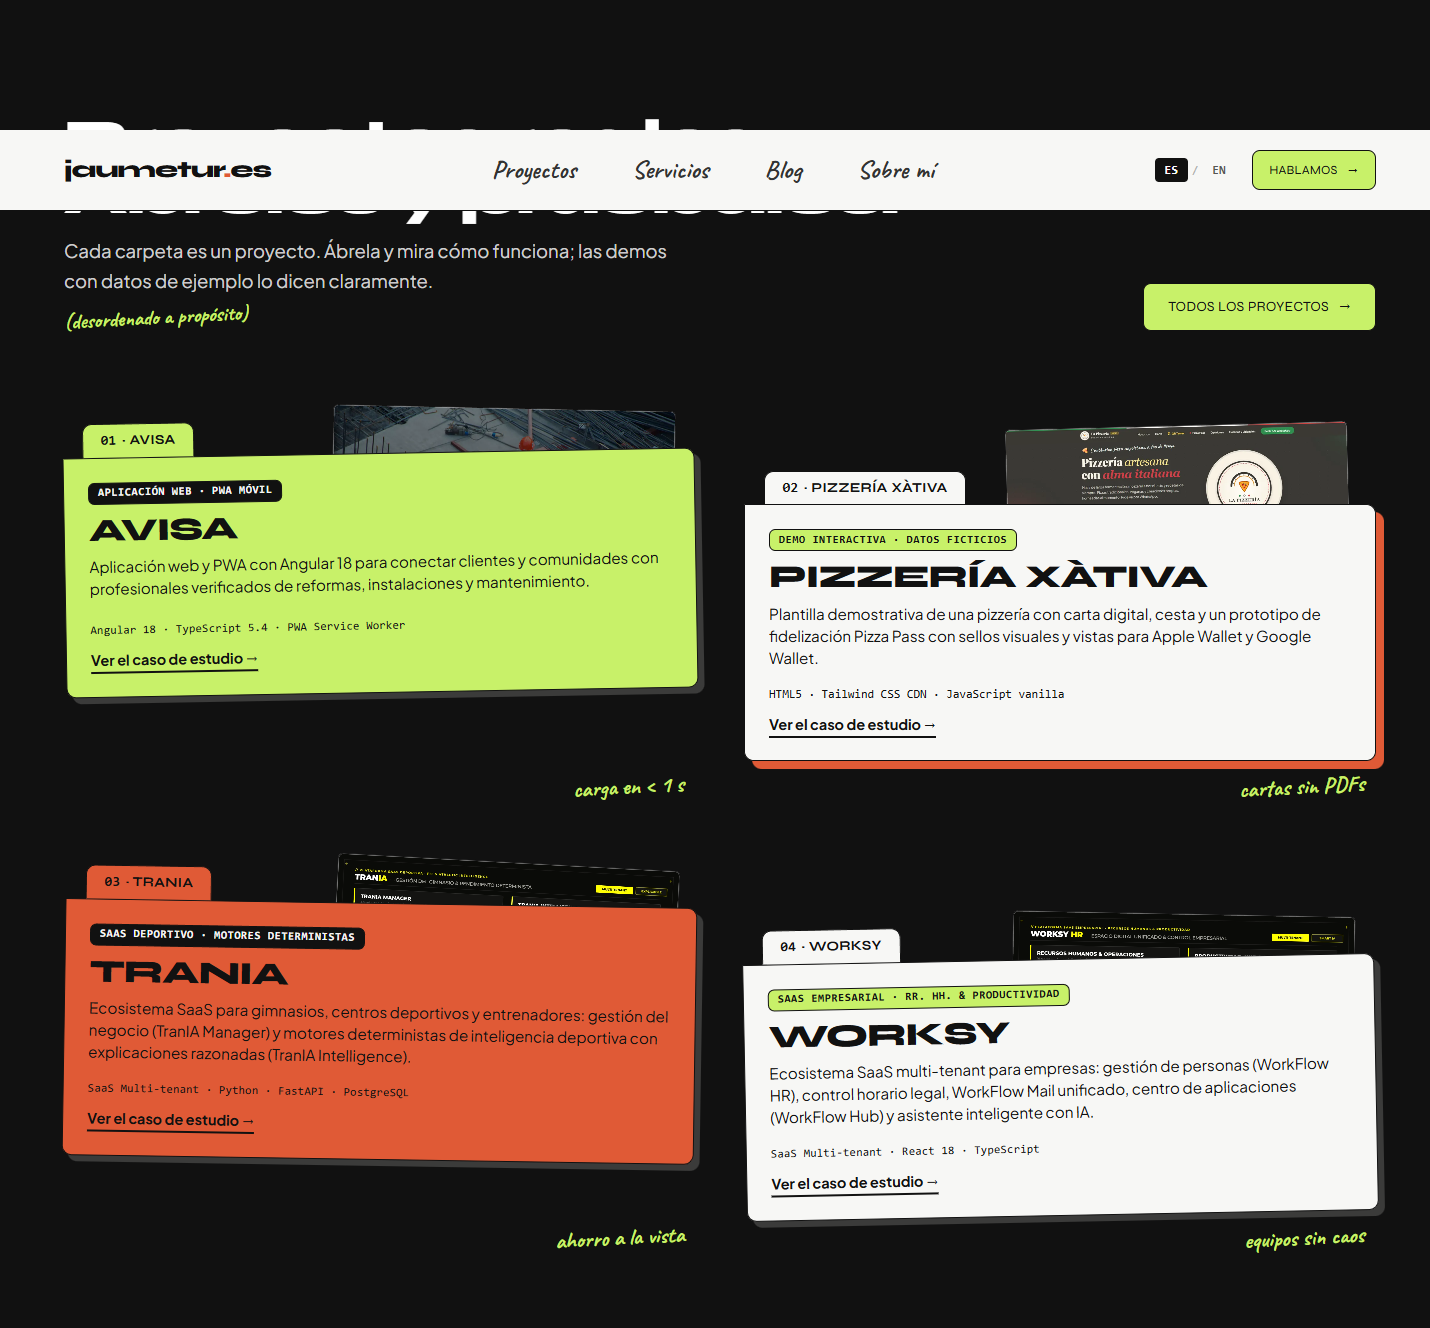 jaumetur.es
Proyectos
Servicios
Blog
Sobre mí
ES / EN
HABLAMOS →
Cada carpeta es un proyecto. Ábrela y mira cómo funciona; las demos
con datos de ejemplo lo dicen claramente.
(desordenado a propósito)
TODOS LOS PROYECTOS →
01 · AVISA
APLICACIÓN WEB · PWA MÓVIL
AVISA
Aplicación web y PWA con Angular 18 para conectar clientes y comunidades con
profesionales verificados de reformas, instalaciones y mantenimiento.
Angular 18 · TypeScript 5.4 · PWA Service Worker
Ver el caso de estudio →
carga en < 1 s
Pizzería artesana
con alma italiana
02 · PIZZERÍA XÀTIVA
DEMO INTERACTIVA · DATOS FICTICIOS
PIZZERÍA XÀTIVA
Plantilla demostrativa de una pizzería con carta digital, cesta y un prototipo de
fidelización Pizza Pass con sellos visuales y vistas para Apple Wallet y Google
Wallet.
HTML5 · Tailwind CSS CDN · JavaScript vanilla
Ver el caso de estudio →
cartas sin PDFs
TRANIA
TRANIA MANAGER
03 · TRANIA
SAAS DEPORTIVO · MOTORES DETERMINISTAS
TRANIA
Ecosistema SaaS para gimnasios, centros deportivos y entrenadores: gestión del
negocio (TranIA Manager) y motores deterministas de inteligencia deportiva con
explicaciones razonadas (TranIA Intelligence).
SaaS Multi-tenant · Python · FastAPI · PostgreSQL
Ver el caso de estudio →
ahorro a la vista
WORKSY HR
ESPACIO DIGITAL UNIFICADO & CONTROL EMPRESARIAL
RECURSOS HUMANOS & OPERACIONES
04 · WORKSY
SAAS EMPRESARIAL · RR. HH. & PRODUCTIVIDAD
WORKSY
Ecosistema SaaS multi-tenant para empresas: gestión de personas (WorkFlow
HR), control horario legal, WorkFlow Mail unificado, centro de aplicaciones
(WorkFlow Hub) y asistente inteligente con IA.
SaaS Multi-tenant · React 18 · TypeScript
Ver el caso de estudio →
equipos sin caos